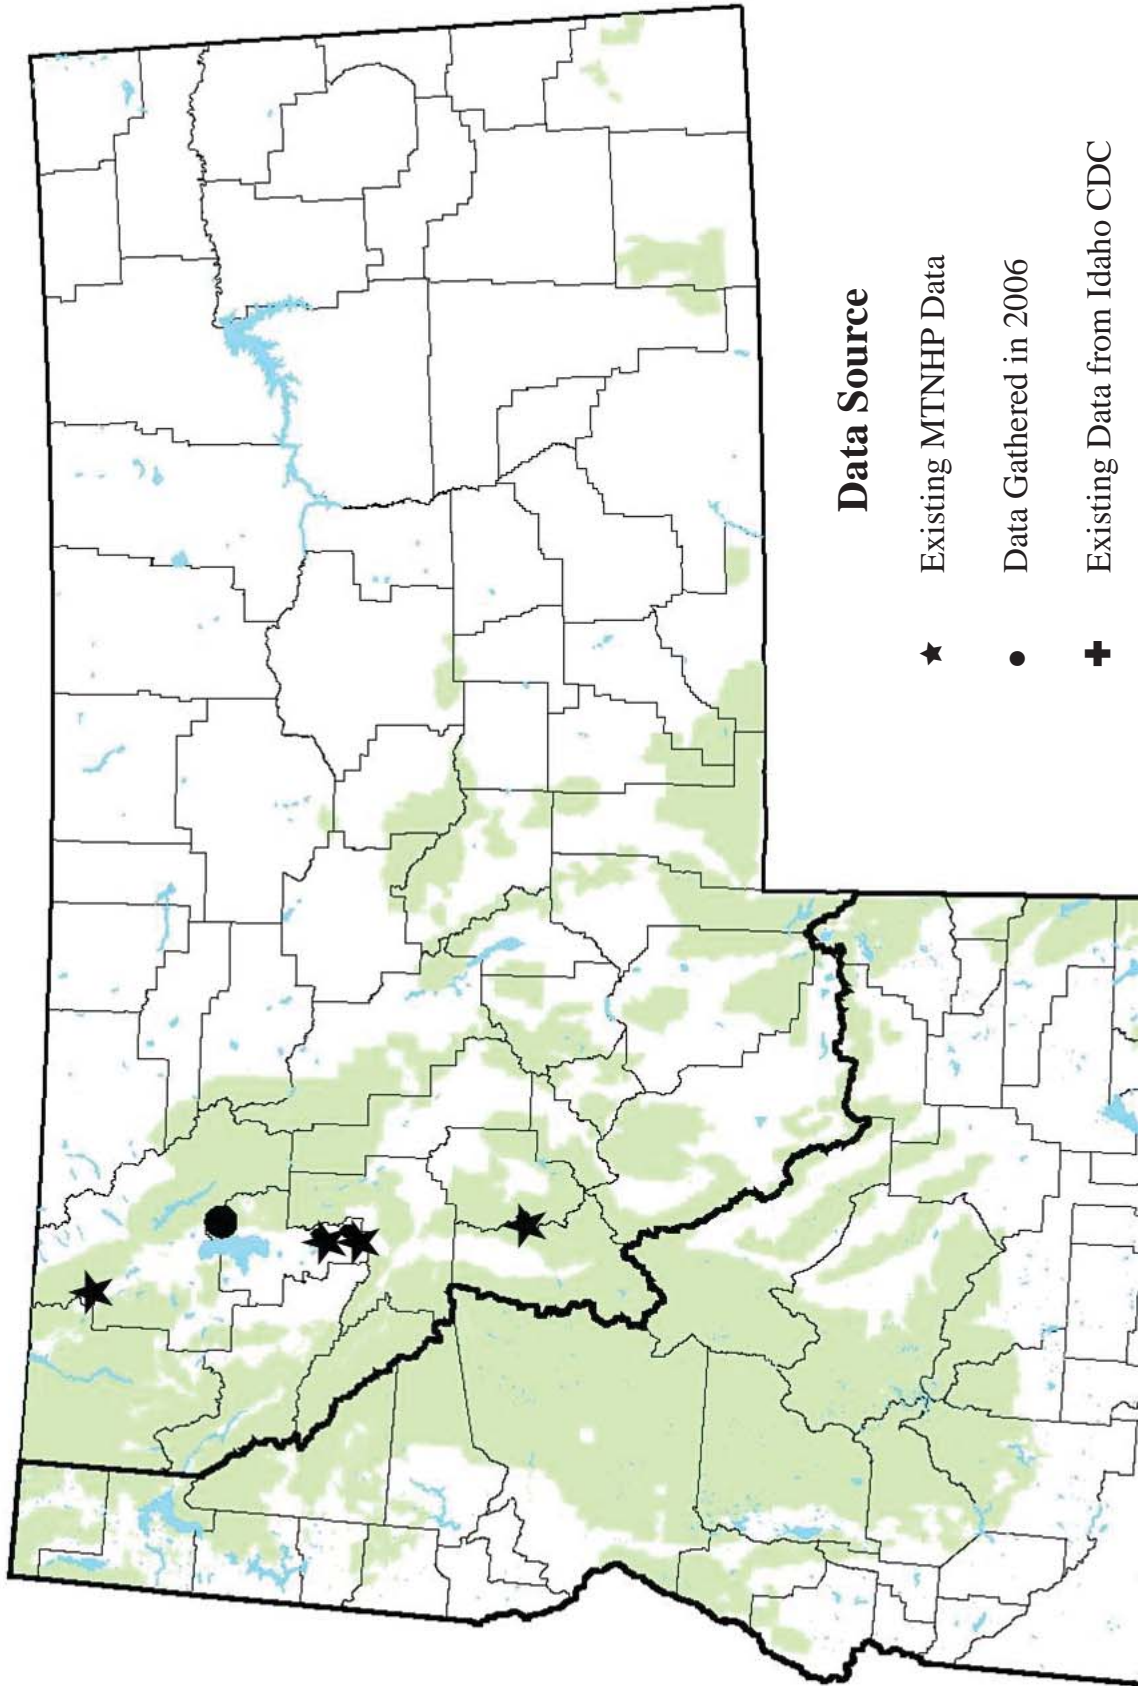 Data Source
Existing MTNHP Data
Data Gathered in 2006
Existing Data from Idaho CDC